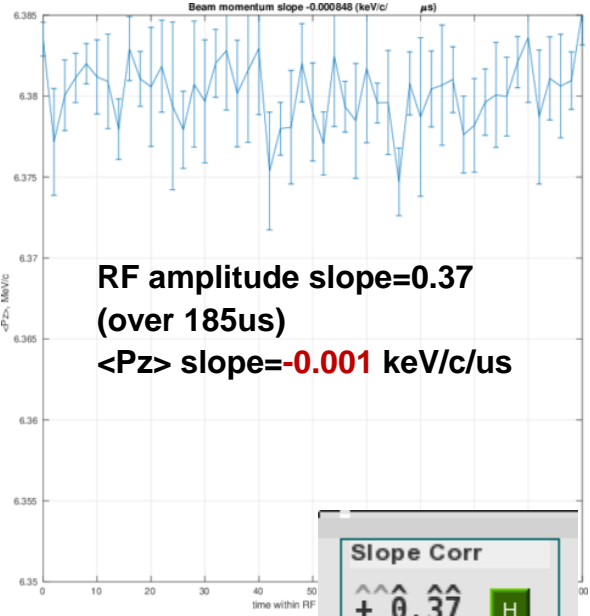 Beam momentum slope -0.000848 (keV/c/ μs)
6.385
6.38
6.375
6.37
6.365
6.36
6.355
6.35
<Pz>, MeV/c
RF amplitude slope=0.37
(over 185us)
<Pz> slope=-0.001 keV/c/us
0 10 20 30 40 50 00
time within RF
Slope Corr
+ 0.37 H